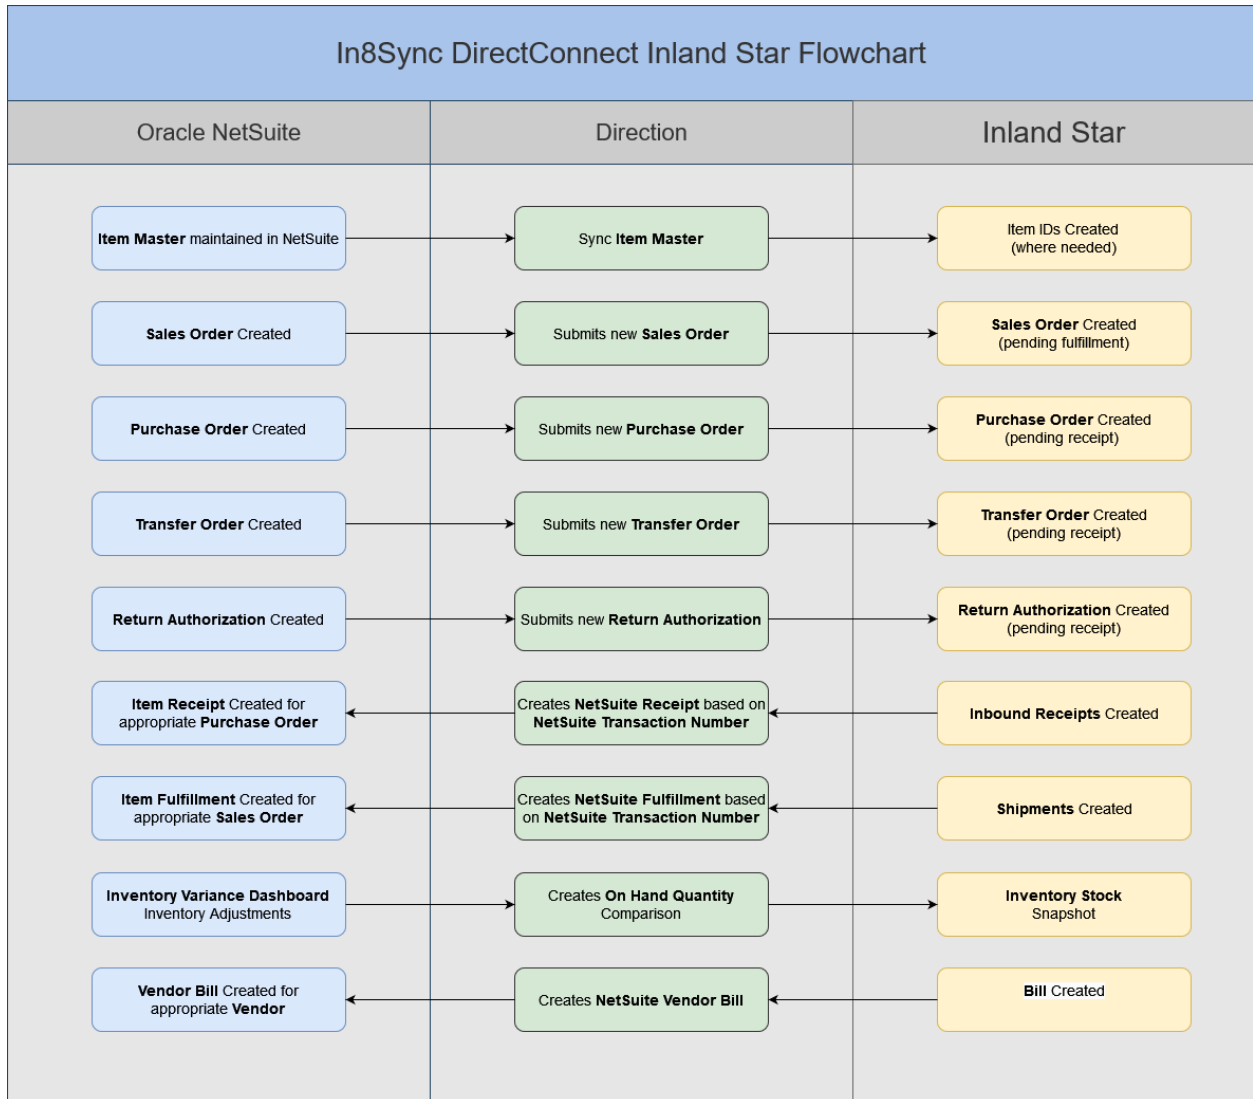 In8Sync DirectConnect Inland Star Flowchart
Oracle NetSuite
Direction
Inland Star
Item Master maintained in NetSuite
Sync Item Master
Item IDs Created
(where needed)
Sales Order Created
Submits new Sales Order
Sales Order Created
(pending fulfillment)
Purchase Order Created
Submits new Purchase Order
Purchase Order Created
(pending receipt)
Transfer Order Created
Submits new Transfer Order
Transfer Order Created
(pending receipt)
Return Authorization Created
Submits new Return Authorization
Return Authorization Created
(pending receipt)
Item Receipt Created for
appropriate Purchase Order
Creates NetSuite Receipt based on
NetSuite Transaction Number
Inbound Receipts Created
Item Fulfillment Created for
appropriate Sales Order
Creates NetSuite Fulfillment based
on NetSuite Transaction Number
Shipments Created
Inventory Variance Dashboard
Inventory Adjustments
Creates On Hand Quantity
Comparison
Inventory Stock
Snapshot
Vendor Bill Created for
appropriate Vendor
Creates NetSuite Vendor Bill
Bill Created